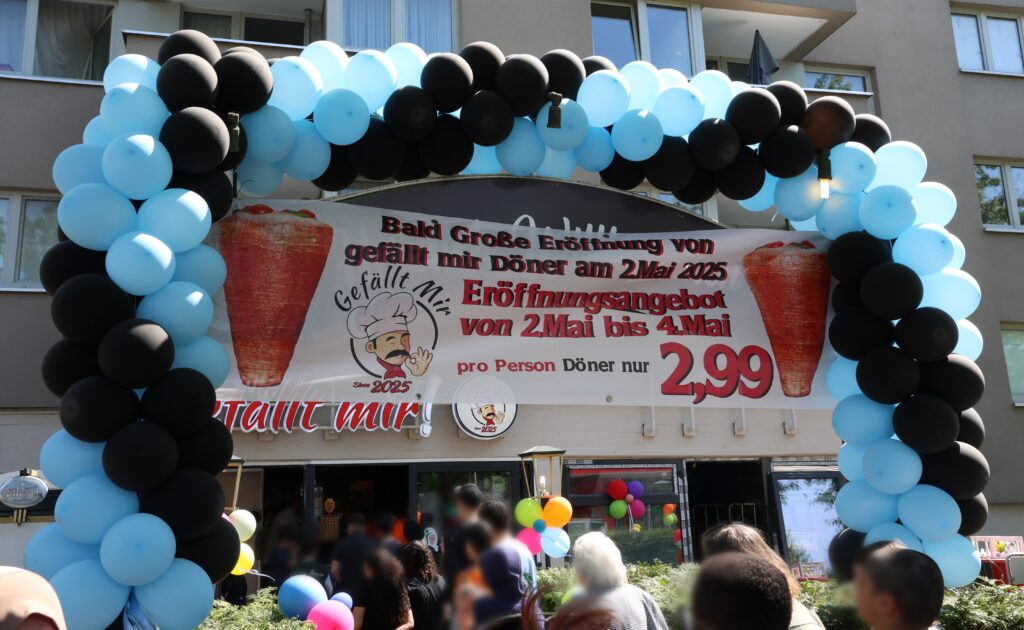 Bald Große Eröffnung von
gefällt mir Döner am 2.Mai 2025
Gefällt Mir
Since 2025
Eröffnungsangebot
von 2.Mai bis 4.Mai
pro Person Döner nur 2,99
gefällt mir!